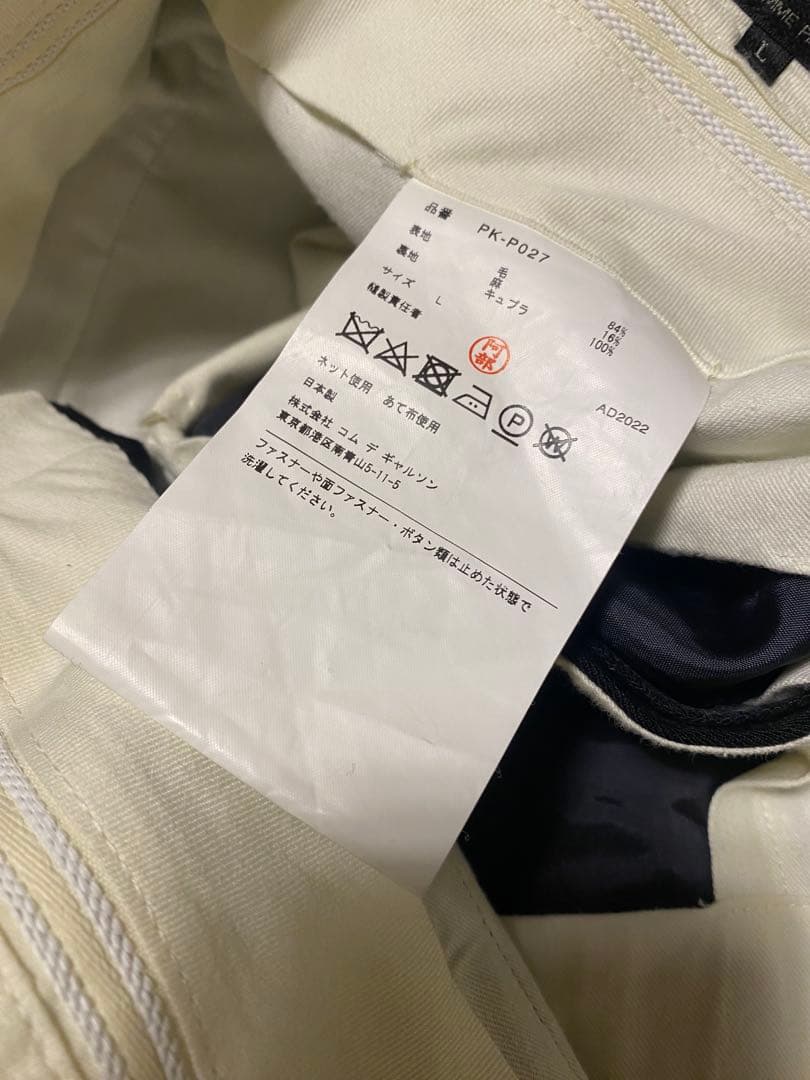 MME P
L
品番 PK-P027
表地 毛 84%
麻 16%
裏地 キュプラ 100%
サイズ L
縫製責任者 阿部
P
W
AD2022
ネット使用 あて布使用
日本製
株式会社 コム デ ギャルソン
東京都港区南青山5-11-5
ファスナーや面ファスナー・ボタン類は止めた状態で
洗濯してください。